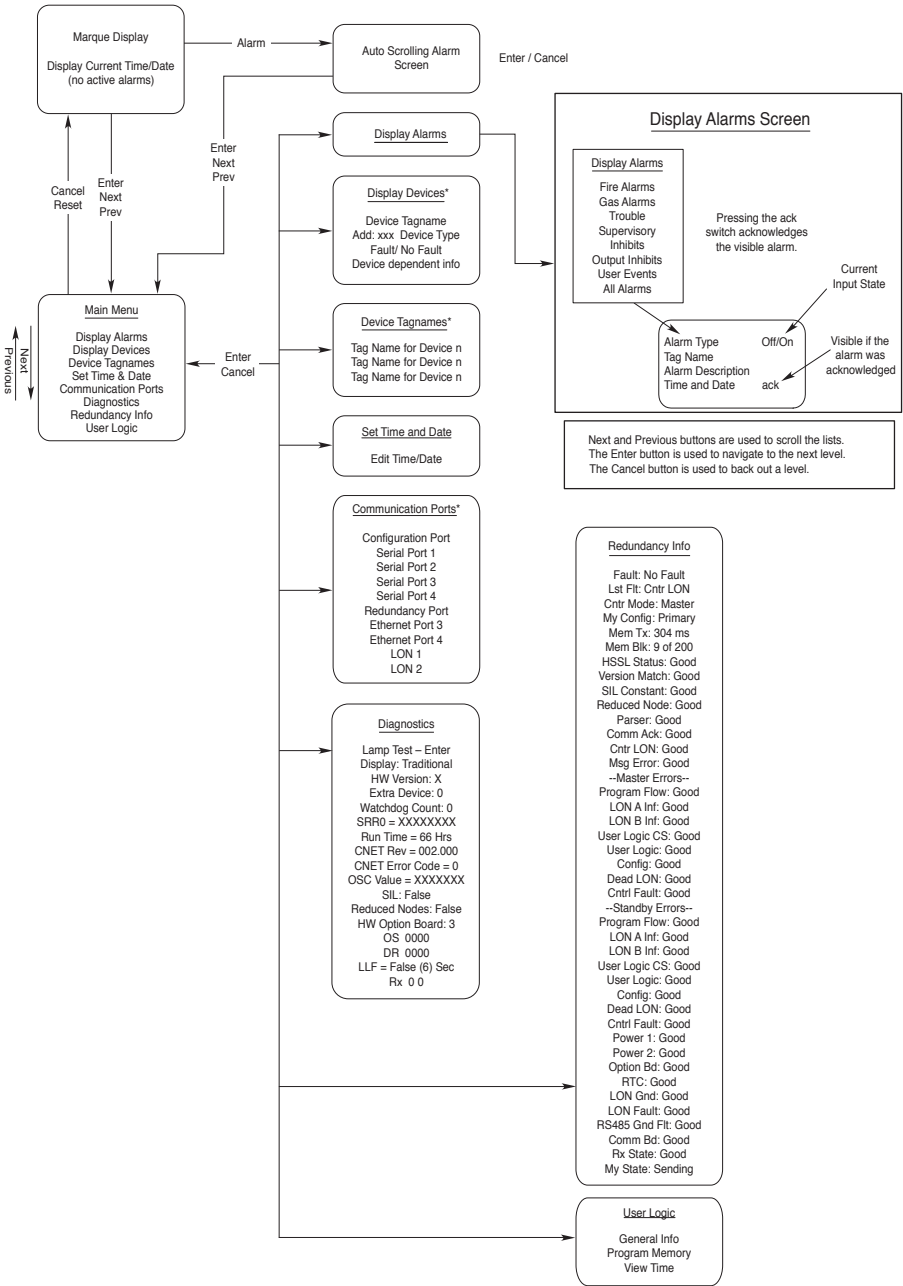 Marque Display
Display Current Time/Date
(no active alarms)
Alarm
Auto Scrolling Alarm
Screen
Enter / Cancel
Cancel
Reset
Enter
Next
Prev
Enter
Next
Prev
Main Menu
Display Alarms
Display Devices
Device Tagnames
Set Time & Date
Communication Ports
Diagnostics
Redundancy Info
User Logic
Next
Previous
Enter
Cancel
Display Alarms
Display Devices*
Device Tagname
Add: xxx Device Type
Fault/ No Fault
Device dependent info
Device Tagnames*
Tag Name for Device n
Tag Name for Device n
Tag Name for Device n
Set Time and Date
Edit Time/Date
Communication Ports*
Configuration Port
Serial Port 1
Serial Port 2
Serial Port 3
Serial Port 4
Redundancy Port
Ethernet Port 3
Ethernet Port 4
LON 1
LON 2
Diagnostics
Lamp Test – Enter
Display: Traditional
HW Version: X
Extra Device: 0
Watchdog Count: 0
SRR0 = XXXXXXXX
Run Time = 66 Hrs
CNET Rev = 002.000
CNET Error Code = 0
OSC Value = XXXXXXX
SIL: False
Reduced Nodes: False
HW Option Board: 3
OS 0000
DR 0000
LLF = False (6) Sec
Rx 0 0
Display Alarms Screen
Display Alarms
Fire Alarms
Gas Alarms
Trouble
Supervisory
Inhibits
Output Inhibits
User Events
All Alarms
Pressing the ack
switch acknowledges
the visible alarm.
Current
Input State
Alarm Type Off/On
Tag Name
Alarm Description
Time and Date ack
Visible if the
alarm was
acknowledged
Next and Previous buttons are used to scroll the lists.
The Enter button is used to navigate to the next level.
The Cancel button is used to back out a level.
Redundancy Info
Fault: No Fault
Lst Flt: Cntr LON
Cntr Mode: Master
My Config: Primary
Mem Tx: 304 ms
Mem Blk: 9 of 200
HSSL Status: Good
Version Match: Good
SIL Constant: Good
Reduced Node: Good
Parser: Good
Comm Ack: Good
Cntr LON: Good
Msg Error: Good
--Master Errors--
Program Flow: Good
LON A Inf: Good
LON B Inf: Good
User Logic CS: Good
User Logic: Good
Config: Good
Dead LON: Good
Cntrl Fault: Good
--Standby Errors--
Program Flow: Good
LON A Inf: Good
LON B Inf: Good
User Logic CS: Good
User Logic: Good
Config: Good
Dead LON: Good
Cntrl Fault: Good
Power 1: Good
Power 2: Good
Option Bd: Good
RTC: Good
LON Gnd: Good
LON Fault: Good
RS485 Gnd Flt: Good
Comm Bd: Good
Rx State: Good
My State: Sending
User Logic
General Info
Program Memory
View Time